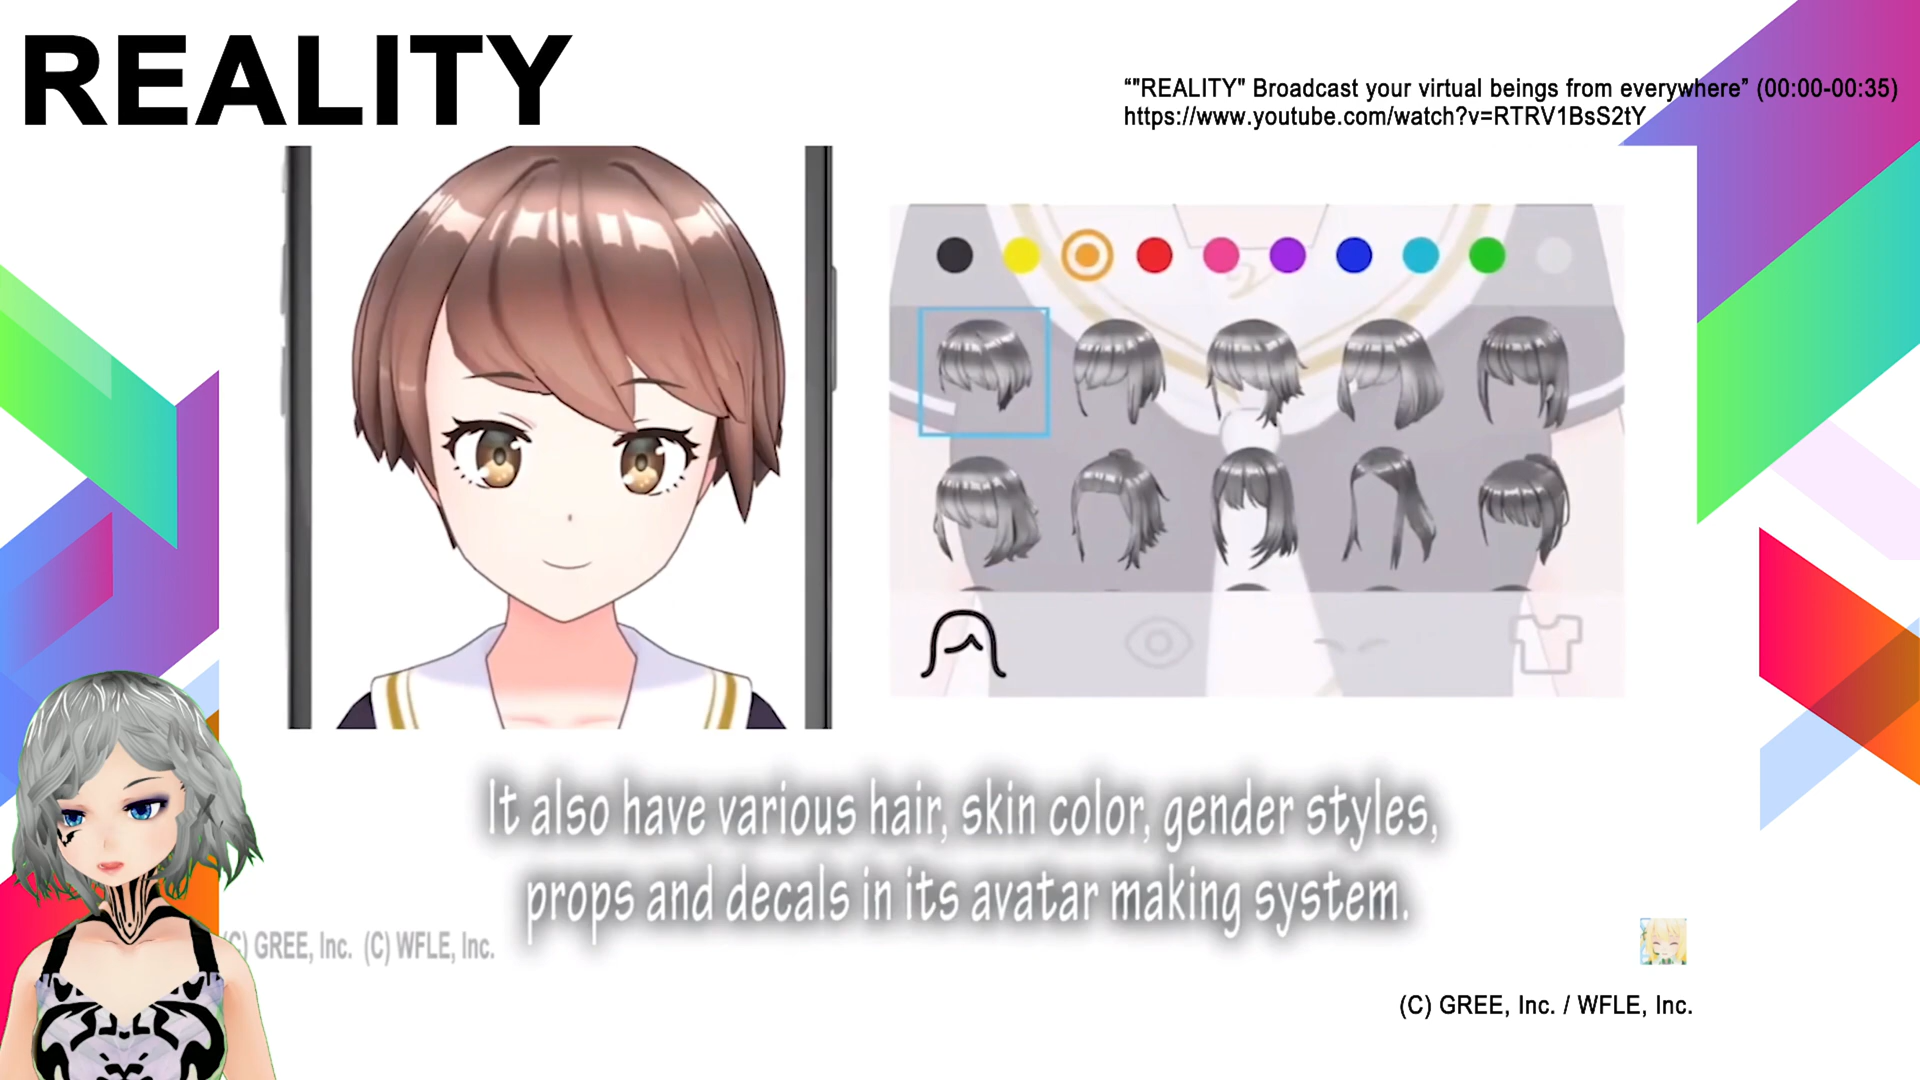 REALITY
“"REALITY" Broadcast your virtual beings from everywhere” (00:00-00:35)
https://www.youtube.com/watch?v=RTRV1BsS2tY
It also have various hair, skin color, gender styles,
props and decals in its avatar making system.
(C) GREE, Inc. (C) WFLE, Inc.
(C) GREE, Inc. / WFLE, Inc.